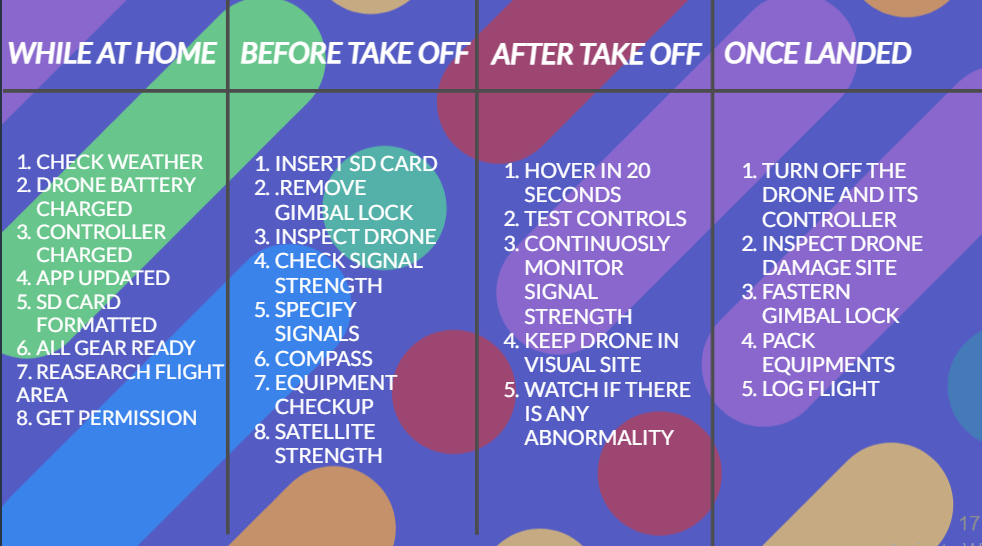 WHILE AT HOME
1. CHECK WEATHER
2. DRONE BATTERY
CHARGED
3. CONTROLLER
CHARGED
4. APP UPDATED
5. SD CARD
FORMATTED
6. ALL GEAR READY
7. REASEARCH FLIGHT
AREA
8. GET PERMISSION
BEFORE TAKE OFF
1. INSERT SD CARD
2. .REMOVE
GIMBAL LOCK
3. INSPECT DRONE
4. CHECK SIGNAL
STRENGTH
5. SPECIFY
SIGNALS
6. COMPASS
7. EQUIPMENT
CHECKUP
8. SATELLITE
STRENGTH
AFTER TAKE OFF
1. HOVER IN 20
SECONDS
2. TEST CONTROLS
3. CONTINUOSLY
MONITOR
SIGNAL
STRENGTH
4. KEEP DRONE IN
VISUAL SITE
5. WATCH IF THERE
IS ANY
ABNORMALITY
ONCE LANDED
1. TURN OFF THE
DRONE AND ITS
CONTROLLER
2. INSPECT DRONE
DAMAGE SITE
3. FASTERN
GIMBAL LOCK
4. PACK
EQUIPMENTS
5. LOG FLIGHT
17